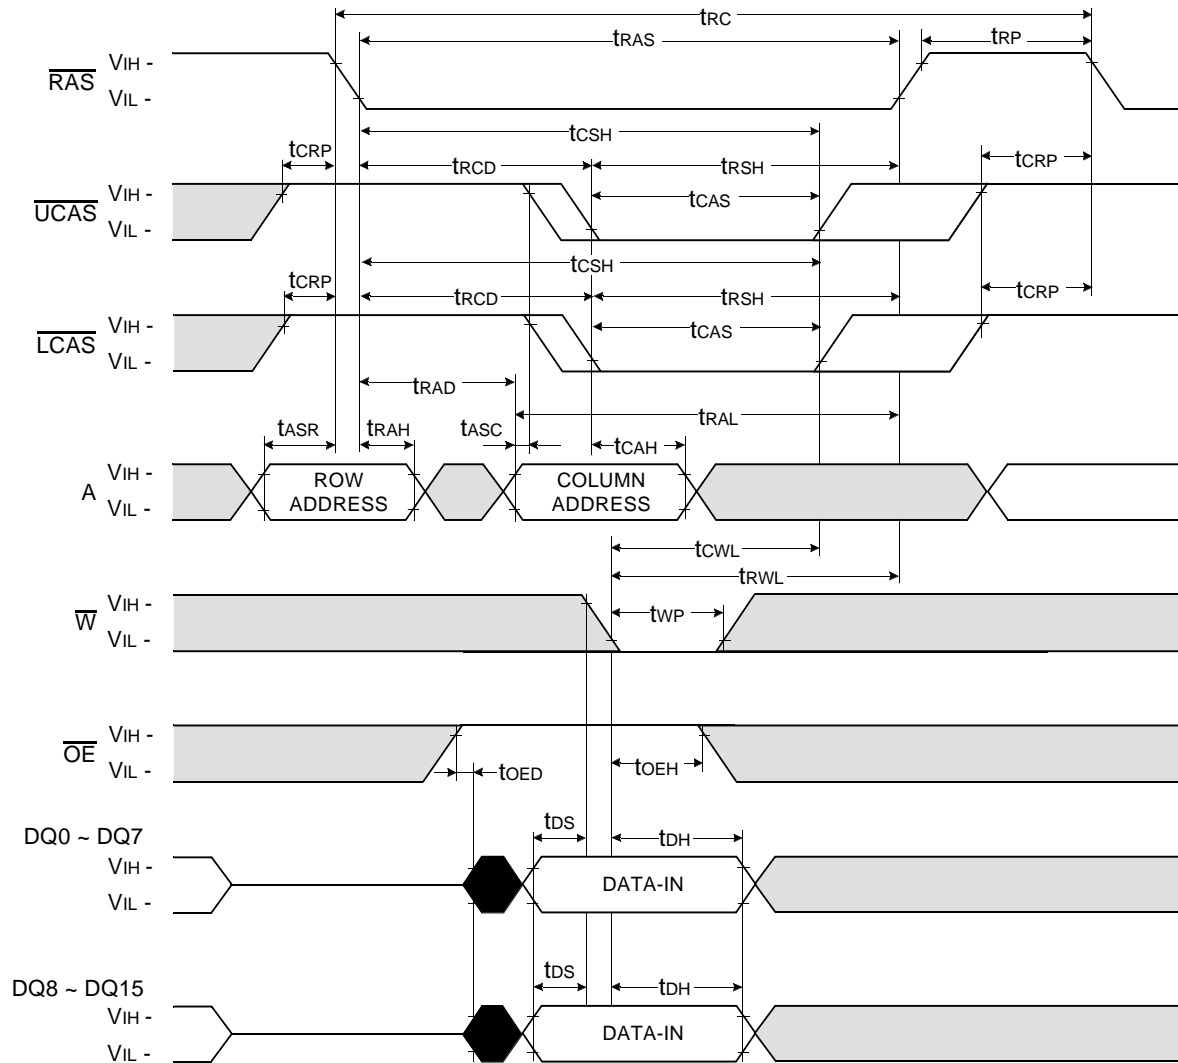 tRC
tRAS
tRP
RAS
VIH -
VIL -
tCSH
tCRP
tRCD
tRSH
tCRP
UCAS
VIH -
VIL -
tCAS
tCSH
tCRP
tRCD
tRSH
tCRP
LCAS
VIH -
VIL -
tCAS
tRAD
tRAL
tASR
tRAH
tASC
tCAH
A
VIH -
VIL -
ROW
ADDRESS
COLUMN
ADDRESS
tCWL
tRWL
W
VIH -
VIL -
tWP
OE
VIH -
VIL -
tOED
tOEH
DQ0 ~ DQ7
VIH -
VIL -
tDS
tDH
DATA-IN
DQ8 ~ DQ15
VIH -
VIL -
tDS
tDH
DATA-IN